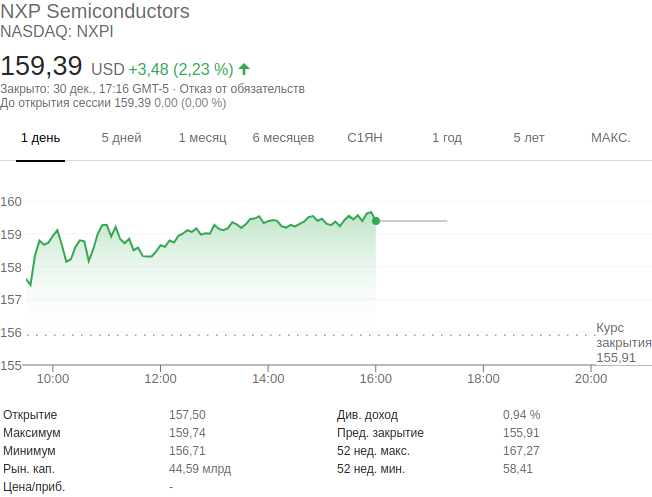 NXP Semiconductors
NASDAQ: NXPI
159,39 USD +3,48 (2,23 %)
Закрыто: 30 дек., 17:16 GMT-5 · Отказ от обязательств
До открытия сессии 159,39 0,00 (0,00 %)
1 день 5 дней 1 месяц 6 месяцев С1ЯН 1 год 5 лет МАКС.
160
159
158
157
156
Курс
закрытия
155,91
155
10:00 12:00 14:00 16:00 18:00 20:00
Открытие 157,50 Див. доход 0,94 %
Максимум 159,74 Пред. закрытие 155,91
Минимум 156,71 52 нед. макс. 167,27
Рын. кап. 44,59 млрд 52 нед. мин. 58,41
Цена/приб. -